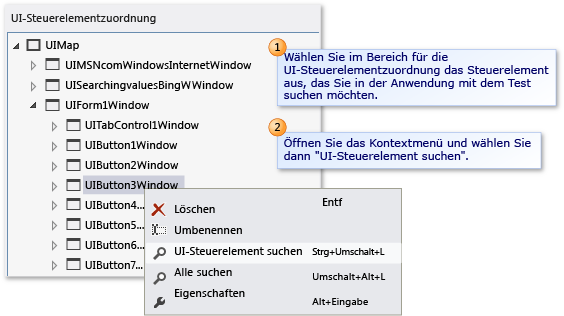 UI-Steuerelementzuordnung
UIMap
UIMSNcomWindowsInternetWindow
UISearchingvaluesBingWWindow
UIForm1Window
UITabControl1Window
UIButton1Window
UIButton2Window
UIButton3Window
UIButton4...
UIButton5...
UIButton6...
UIButton7...
Löschen Entf
Umbenennen
UI-Steuerelement suchen Strg+Umschalt+L
Alle suchen Umschalt+Alt+L
Eigenschaften Alt+Eingabe
1
Wählen Sie im Bereich für die
UI-Steuerelementzuordnung das Steuerelement
aus, das Sie in der Anwendung mit dem Test
suchen möchten.
2
Öffnen Sie das Kontextmenü und wählen Sie
dann "UI-Steuerelement suchen".